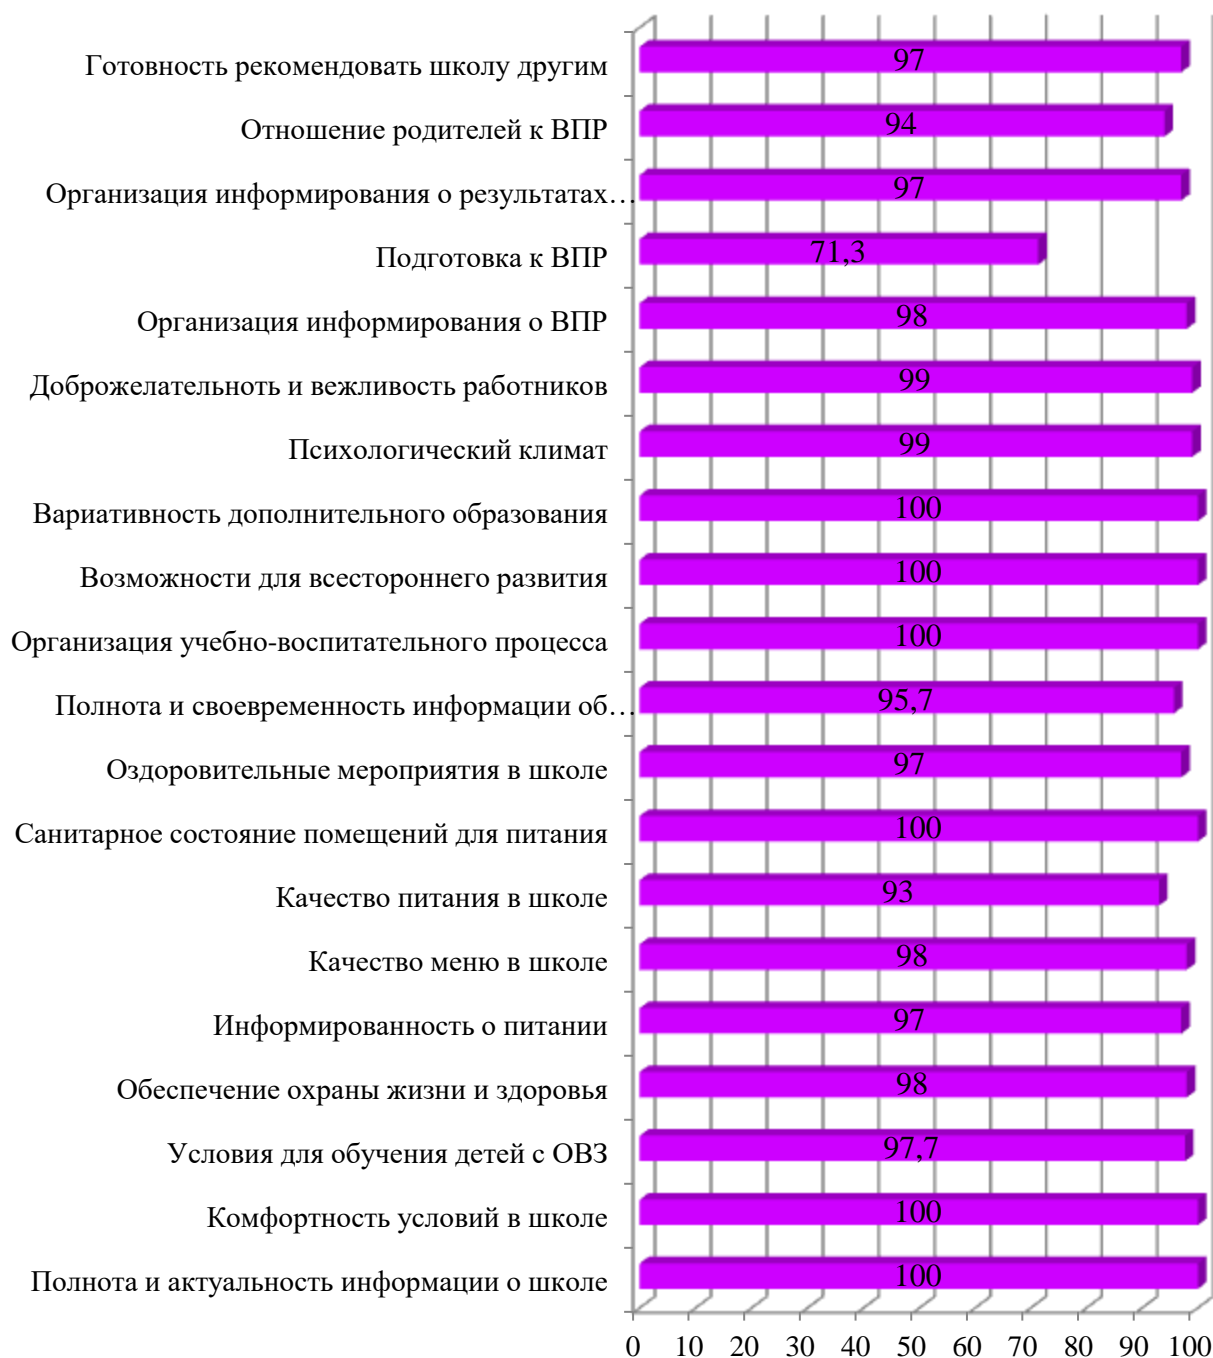 Готовность рекомендовать школу другим 97
Отношение родителей к ВПР 94
Организация информирования о результатах… 97
Подготовка к ВПР 71,3
Организация информирования о ВПР 98
Доброжелательноть и вежливость работников 99
Психологический климат 99
Вариативность дополнительного образования 100
Возможности для всестороннего развития 100
Организация учебно-воспитательного процесса 100
Полнота и своевременность информации об… 95,7
Оздоровительные мероприятия в школе 97
Санитарное состояние помещений для питания 100
Качество питания в школе 93
Качество меню в школе 98
Информированность о питании 97
Обеспечение охраны жизни и здоровья 98
Условия для обучения детей с ОВЗ 97,7
Комфортность условий в школе 100
Полнота и актуальность информации о школе 100
0 10 20 30 40 50 60 70 80 90 100